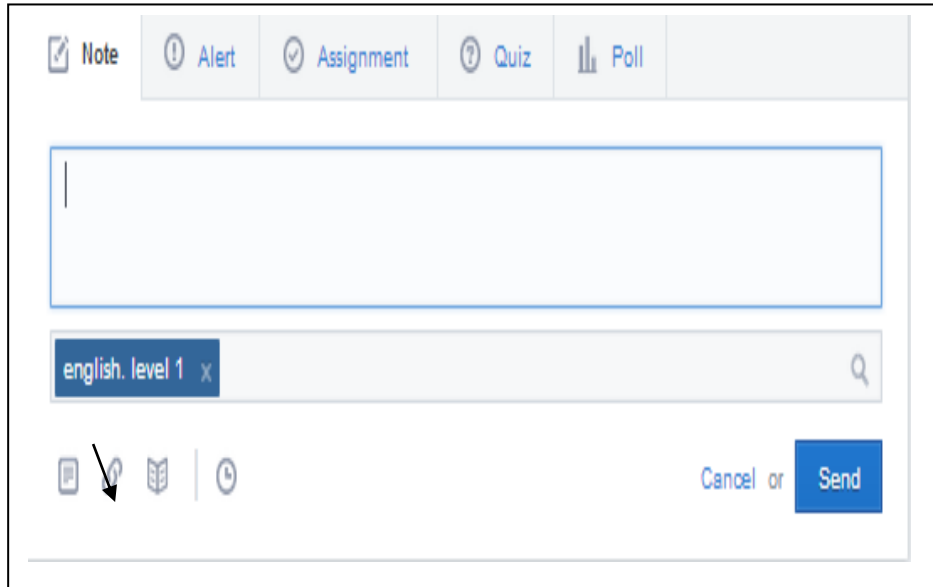 Note Alert Assignment Quiz Poll
english. level 1 x
Cancel or Send